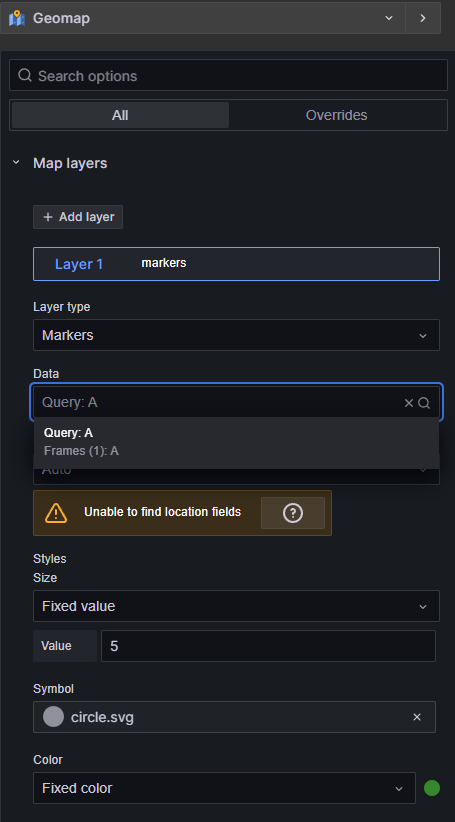 Geomap
Search options
All
Overrides
Map layers
+ Add layer
Layer 1
markers
Layer type
Markers
Data
Query: A
Query: A
Frames (1): A
Auto
Unable to find location fields
Styles
Size
Fixed value
Value
5
Symbol
circle.svg
Color
Fixed color